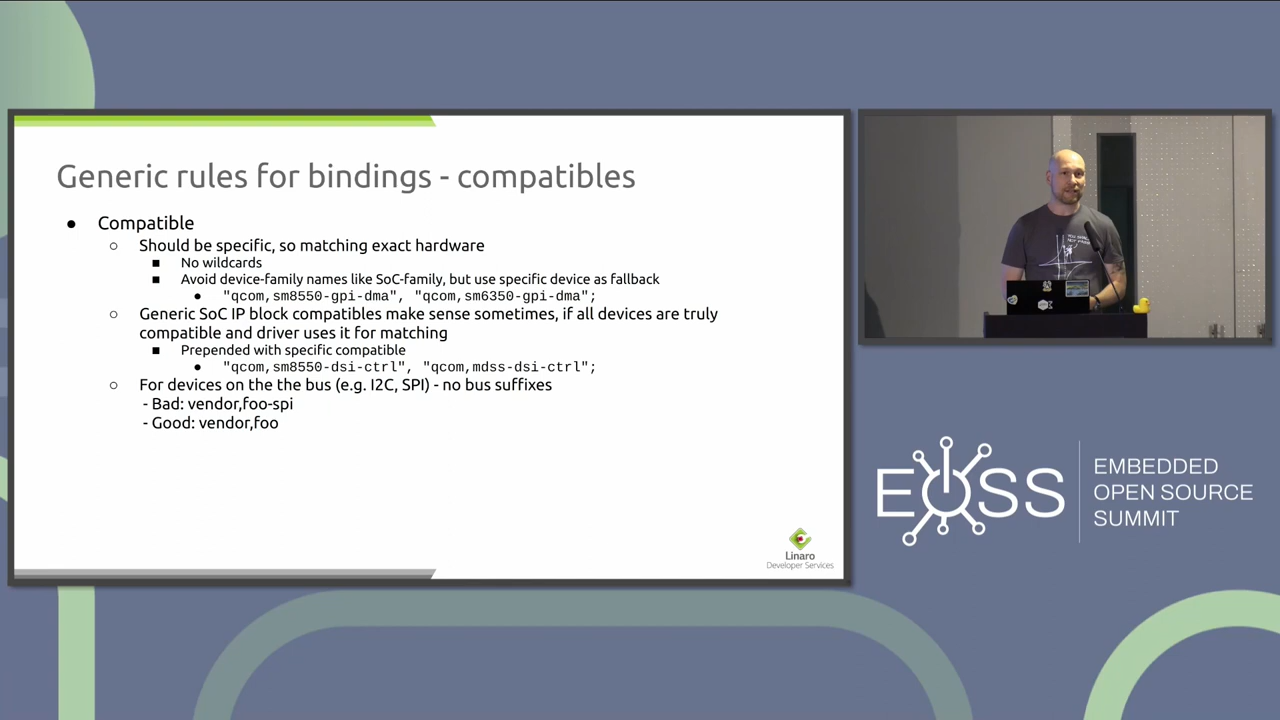 Generic rules for bindings - compatibles
● Compatible
○ Should be specific, so matching exact hardware
■ No wildcards
■ Avoid device-family names like SoC-family, but use specific device as fallback
● "qcom,sm8550-gpi-dma", "qcom,sm6350-gpi-dma";
○ Generic SoC IP block compatibles make sense sometimes, if all devices are truly
compatible and driver uses it for matching
■ Prepended with specific compatible
● "qcom,sm8550-dsi-ctrl", "qcom,mdss-dsi-ctrl";
○ For devices on the the bus (e.g. I2C, SPI) - no bus suffixes
- Bad: vendor,foo-spi
- Good: vendor,foo
Linaro
Developer Services
YOU SHALL
NOT PASS
EOSS
EMBEDDED
OPEN SOURCE
SUMMIT